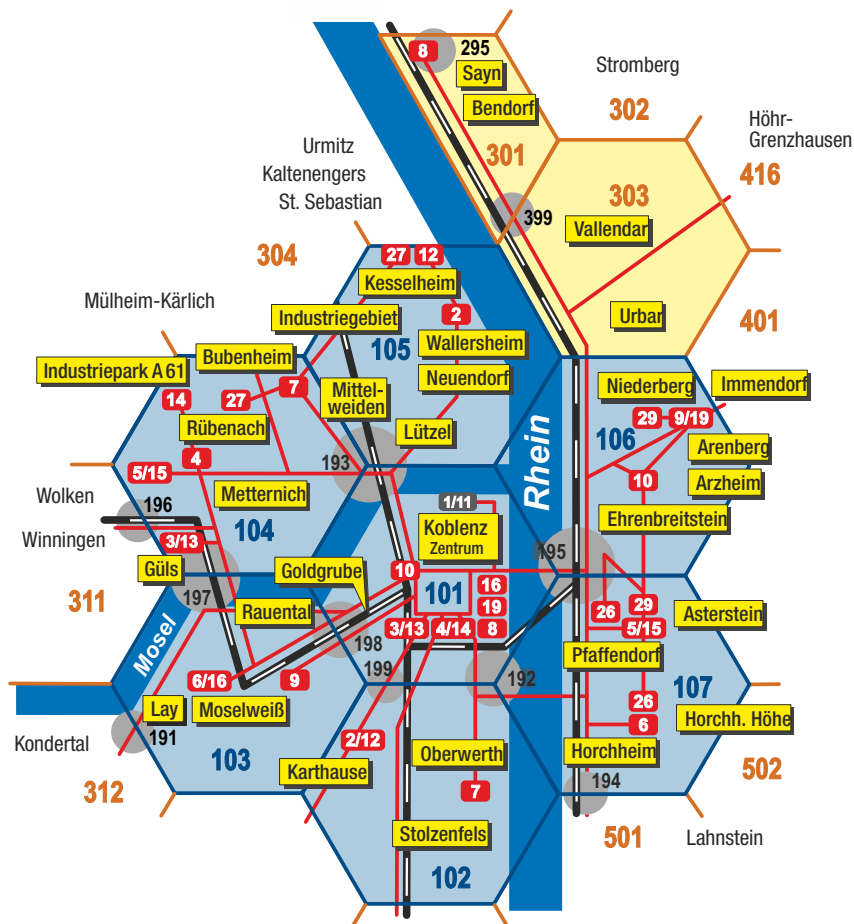 8
295
Sayn
Bendorf
Stromberg
302
Höhr-
Grenzhausen
416
301
303
399
Vallendar
Urmitz
Kaltenengers
St. Sebastian
304
27
12
Kesselheim
2
Industriegebiet
105
Wallersheim
Neuendorf
Urbar
401
Mülheim-Kärlich
Industriepark A 61
Bubenheim
14
27
7
Mittel-
weiden
Rübenach
Lützel
4
193
5/15
Metternich
Rhein
Niederberg
Immendorf
29
9/19
106
Arenberg
10
Arzheim
Ehrenbreitstein
Wolken
196
Winningen
104
3/13
1/11
Koblenz
Zentrum
195
Güls
Goldgrube
10
101
16
311
197
Rauental
19
26
29
Asterstein
Mosel
198
3/13
4/14
8
5/15
Pfaffendorf
199
192
6/16
9
107
26
Lay
Moselweiß
6
Horchh. Höhe
Kondertal
191
103
2/12
Oberwerth
Horchheim
312
Karthause
7
194
502
Stolzenfels
501
Lahnstein
102